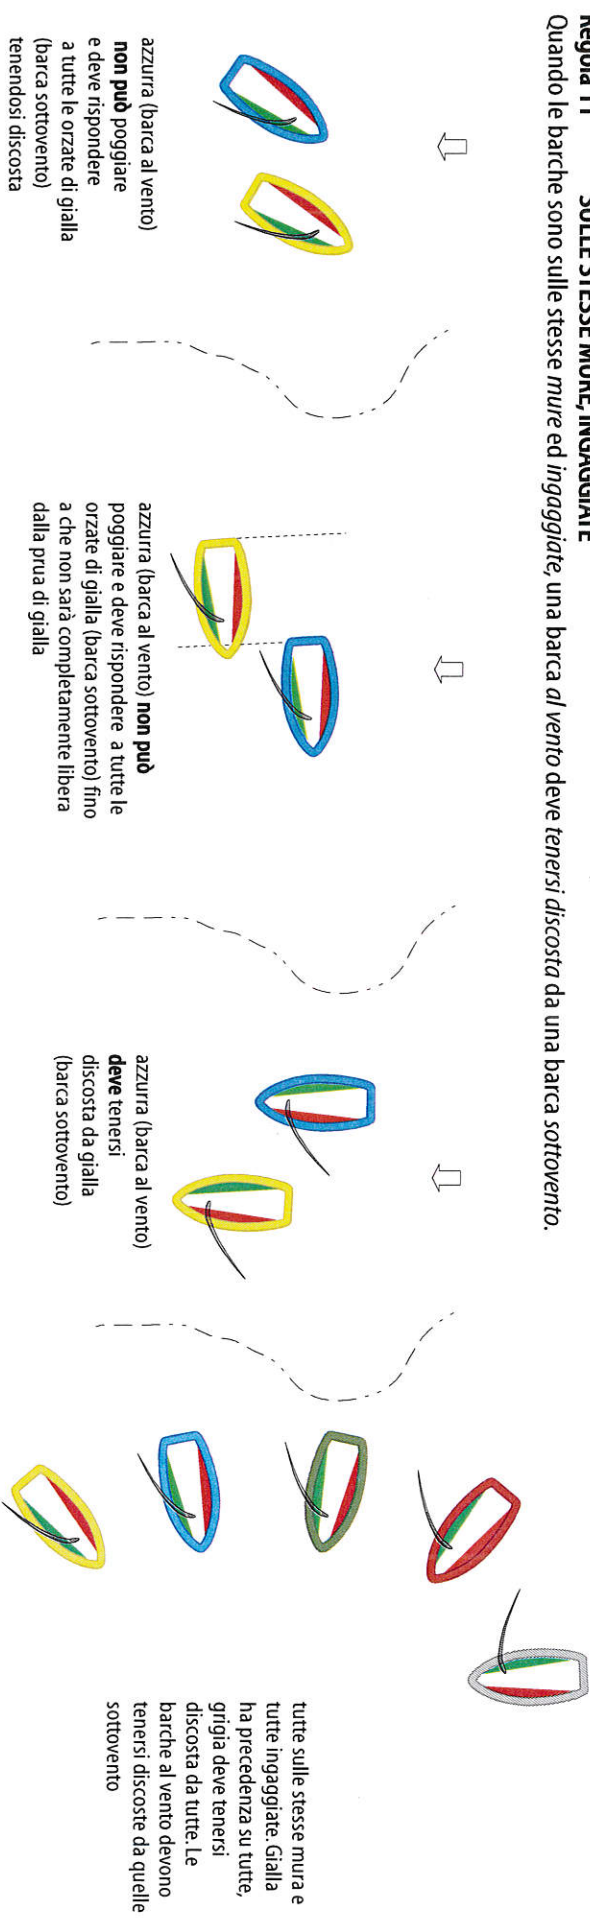 Regola 11 SULLE STESSE MURE, INGAGGIATE
Quando le barche sono sulle stesse mure ed ingaggiate, una barca al vento deve tenersi discosta da una barca sottovento.
azzurra (barca al vento)
non può poggiare
e deve rispondere
a tutte le orzate di gialla
(barca sottovento)
tenendosi discosta
azzurra (barca al vento) non può
poggiare e deve rispondere a tutte le
orzate di gialla (barca sottovento) fino
a che non sarà completamente libera
dalla prua di gialla
azzurra (barca al vento)
deve tenersi
discosta da gialla
(barca sottovento)
tutte sulle stesse mura e
tutte ingaggiate. Gialla
ha precedenza su tutte,
grigia deve tenersi
discosta da tutte. Le
barche al vento devono
tenersi discoste da quelle
sottovento